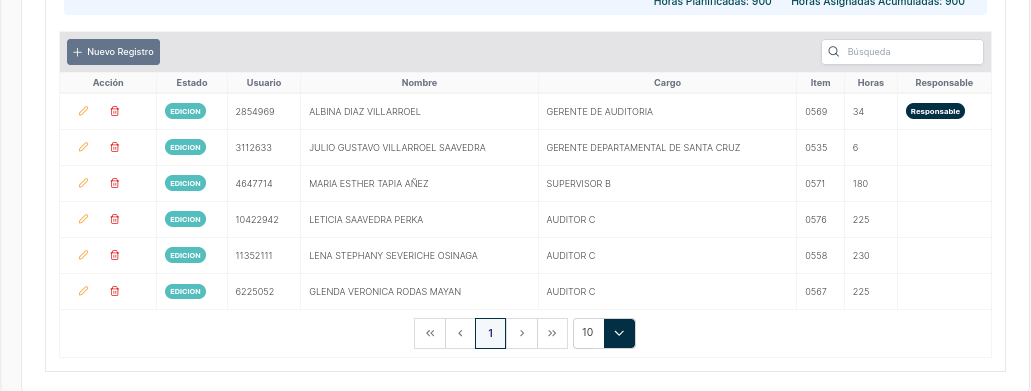 Horas Planificadas: 900 Horas Asignadas Acumuladas: 900
Nuevo Registro Búsqueda
Acción Estado Usuario Nombre Cargo Item Horas Responsable
EDICION 2854969 ALBINA DIAZ VILLARROEL GERENTE DE AUDITORIA 0569 34 Responsable
EDICION 3112633 JULIO GUSTAVO VILLARROEL SAAVEDRA GERENTE DEPARTAMENTAL DE SANTA CRUZ 0535 6
EDICION 4647714 MARIA ESTHER TAPIA AÑEZ SUPERVISOR B 0571 180
EDICION 10422942 LETICIA SAAVEDRA PERKA AUDITOR C 0576 225
EDICION 11352111 LENA STEPHANY SEVERICHE OSINAGA AUDITOR C 0558 230
EDICION 6225052 GLENDA VERONICA RODAS MAYAN AUDITOR C 0567 225
1 10